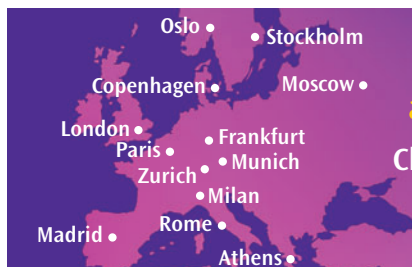 Oslo
Stockholm
Copenhagen
Moscow
London
Frankfurt
Paris
Munich
Zurich
Milan
Rome
Madrid
Athens